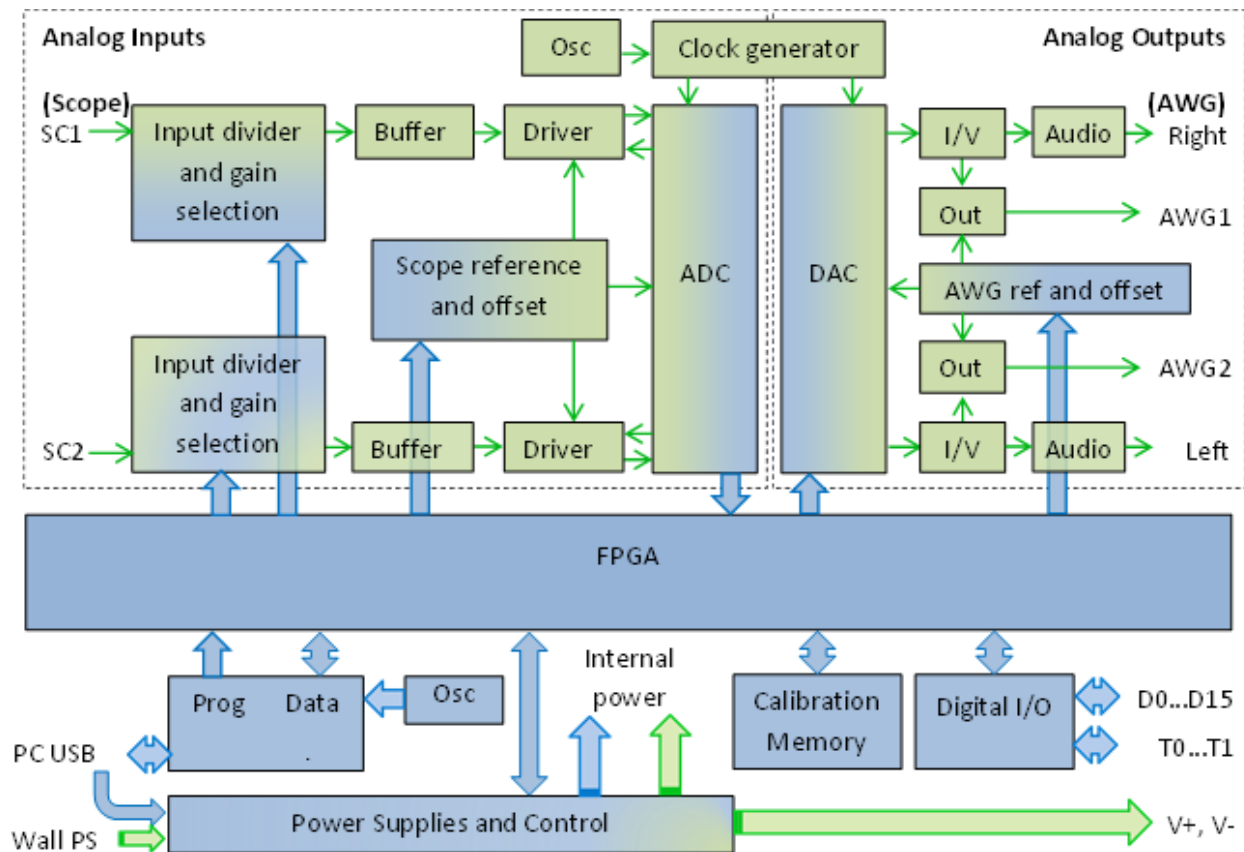 Analog Inputs
Osc
Clock generator
Analog Outputs
(Scope)
SC1
Input divider
and gain
selection
Buffer
Driver
ADC
DAC
I/V
Audio
(AWG)
Right
Out
AWG1
Scope reference
and offset
AWG ref and offset
Input divider
and gain
selection
Out
AWG2
SC2
Buffer
Driver
I/V
Audio
Left
FPGA
Prog
Data
.
Osc
Internal
power
Calibration
Memory
Digital I/O
D0...D15
T0...T1
PC USB
Wall PS
Power Supplies and Control
V+, V-